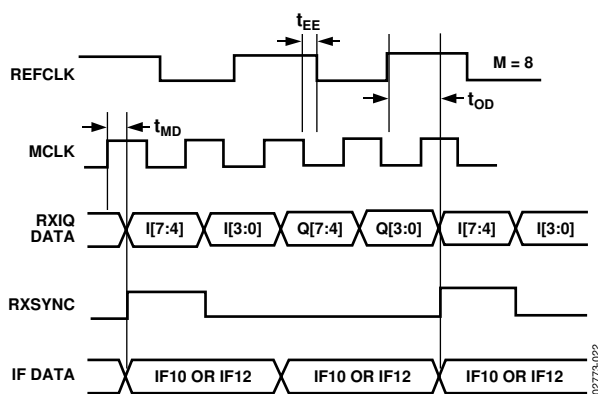 tEE
REFCLK
M = 8
tOD
tMD
MCLK
RXIQ
DATA
I[7:4] I[3:0] Q[7:4] Q[3:0] I[7:4] I[3:0]
RXSYNC
IF DATA
IF10 OR IF12 IF10 OR IF12 IF10 OR IF12
02773-022